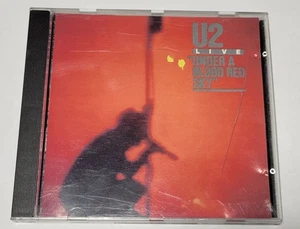 U2
LIVE
UNDER A
BLOOD RED
SKY